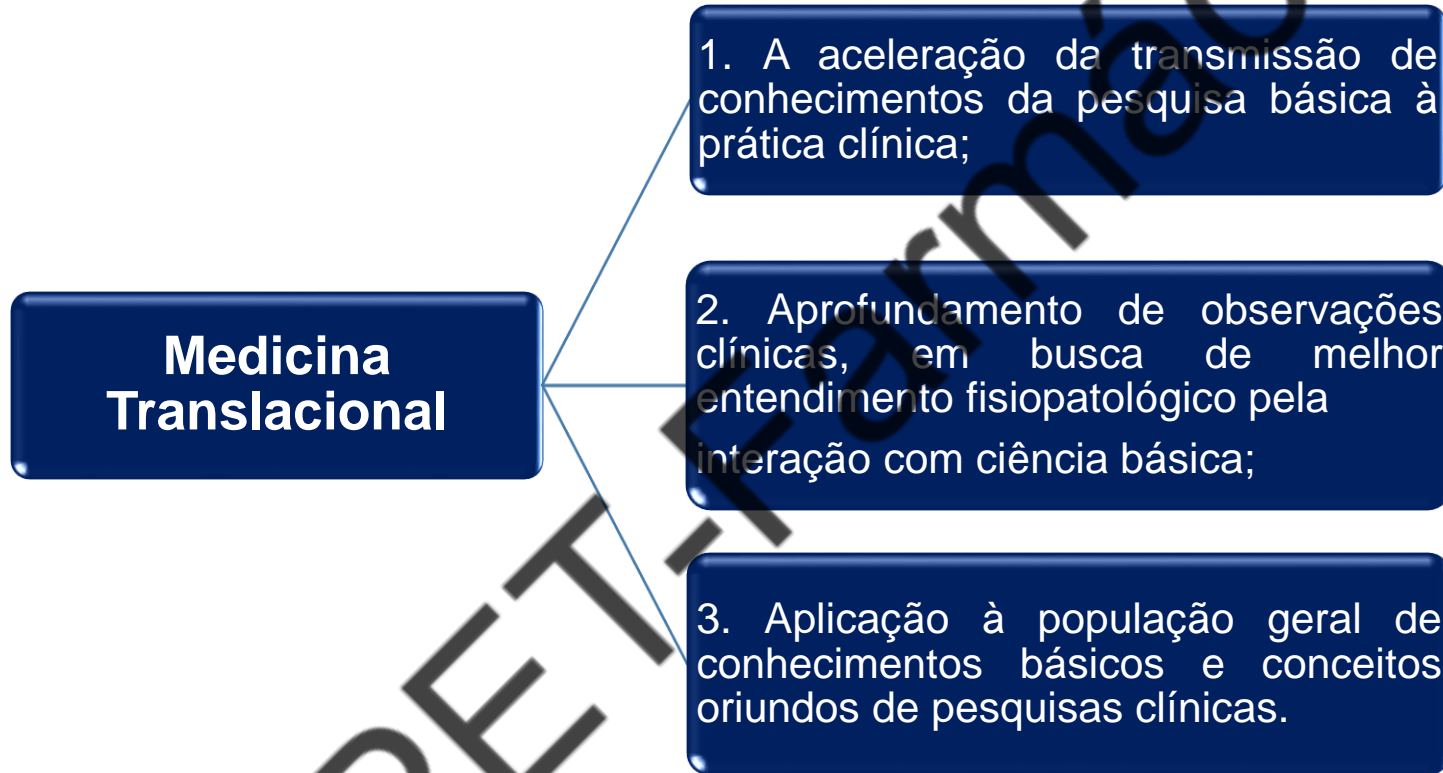 1. A aceleração da transmissão de
conhecimentos da pesquisa básica à
prática clínica;
Medicina
Translacional
2. Aprofundamento de observações
clínicas, em busca de melhor
entendimento fisiopatológico pela
interação com ciência básica;
3. Aplicação à população geral de
conhecimentos básicos e conceitos
oriundos de pesquisas clínicas.
PET-Farmác